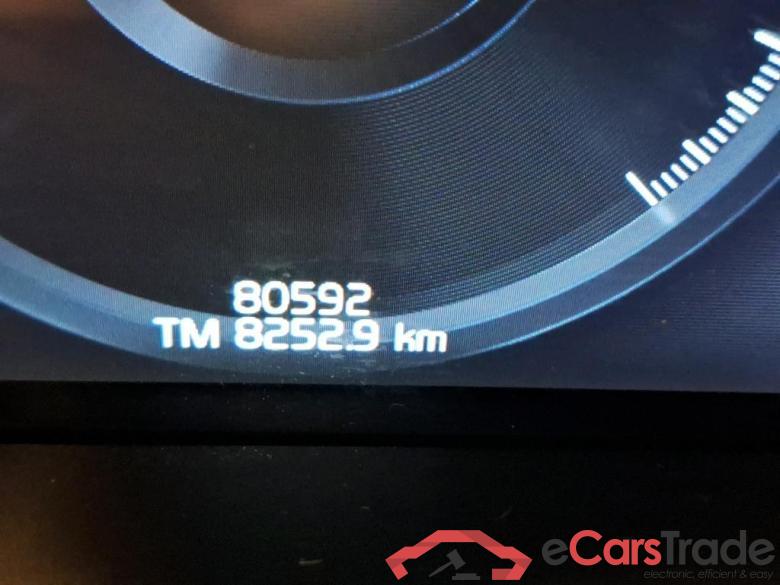 80592
TM 8252.9 km
eCarsTrade
electronic, efficient & easy